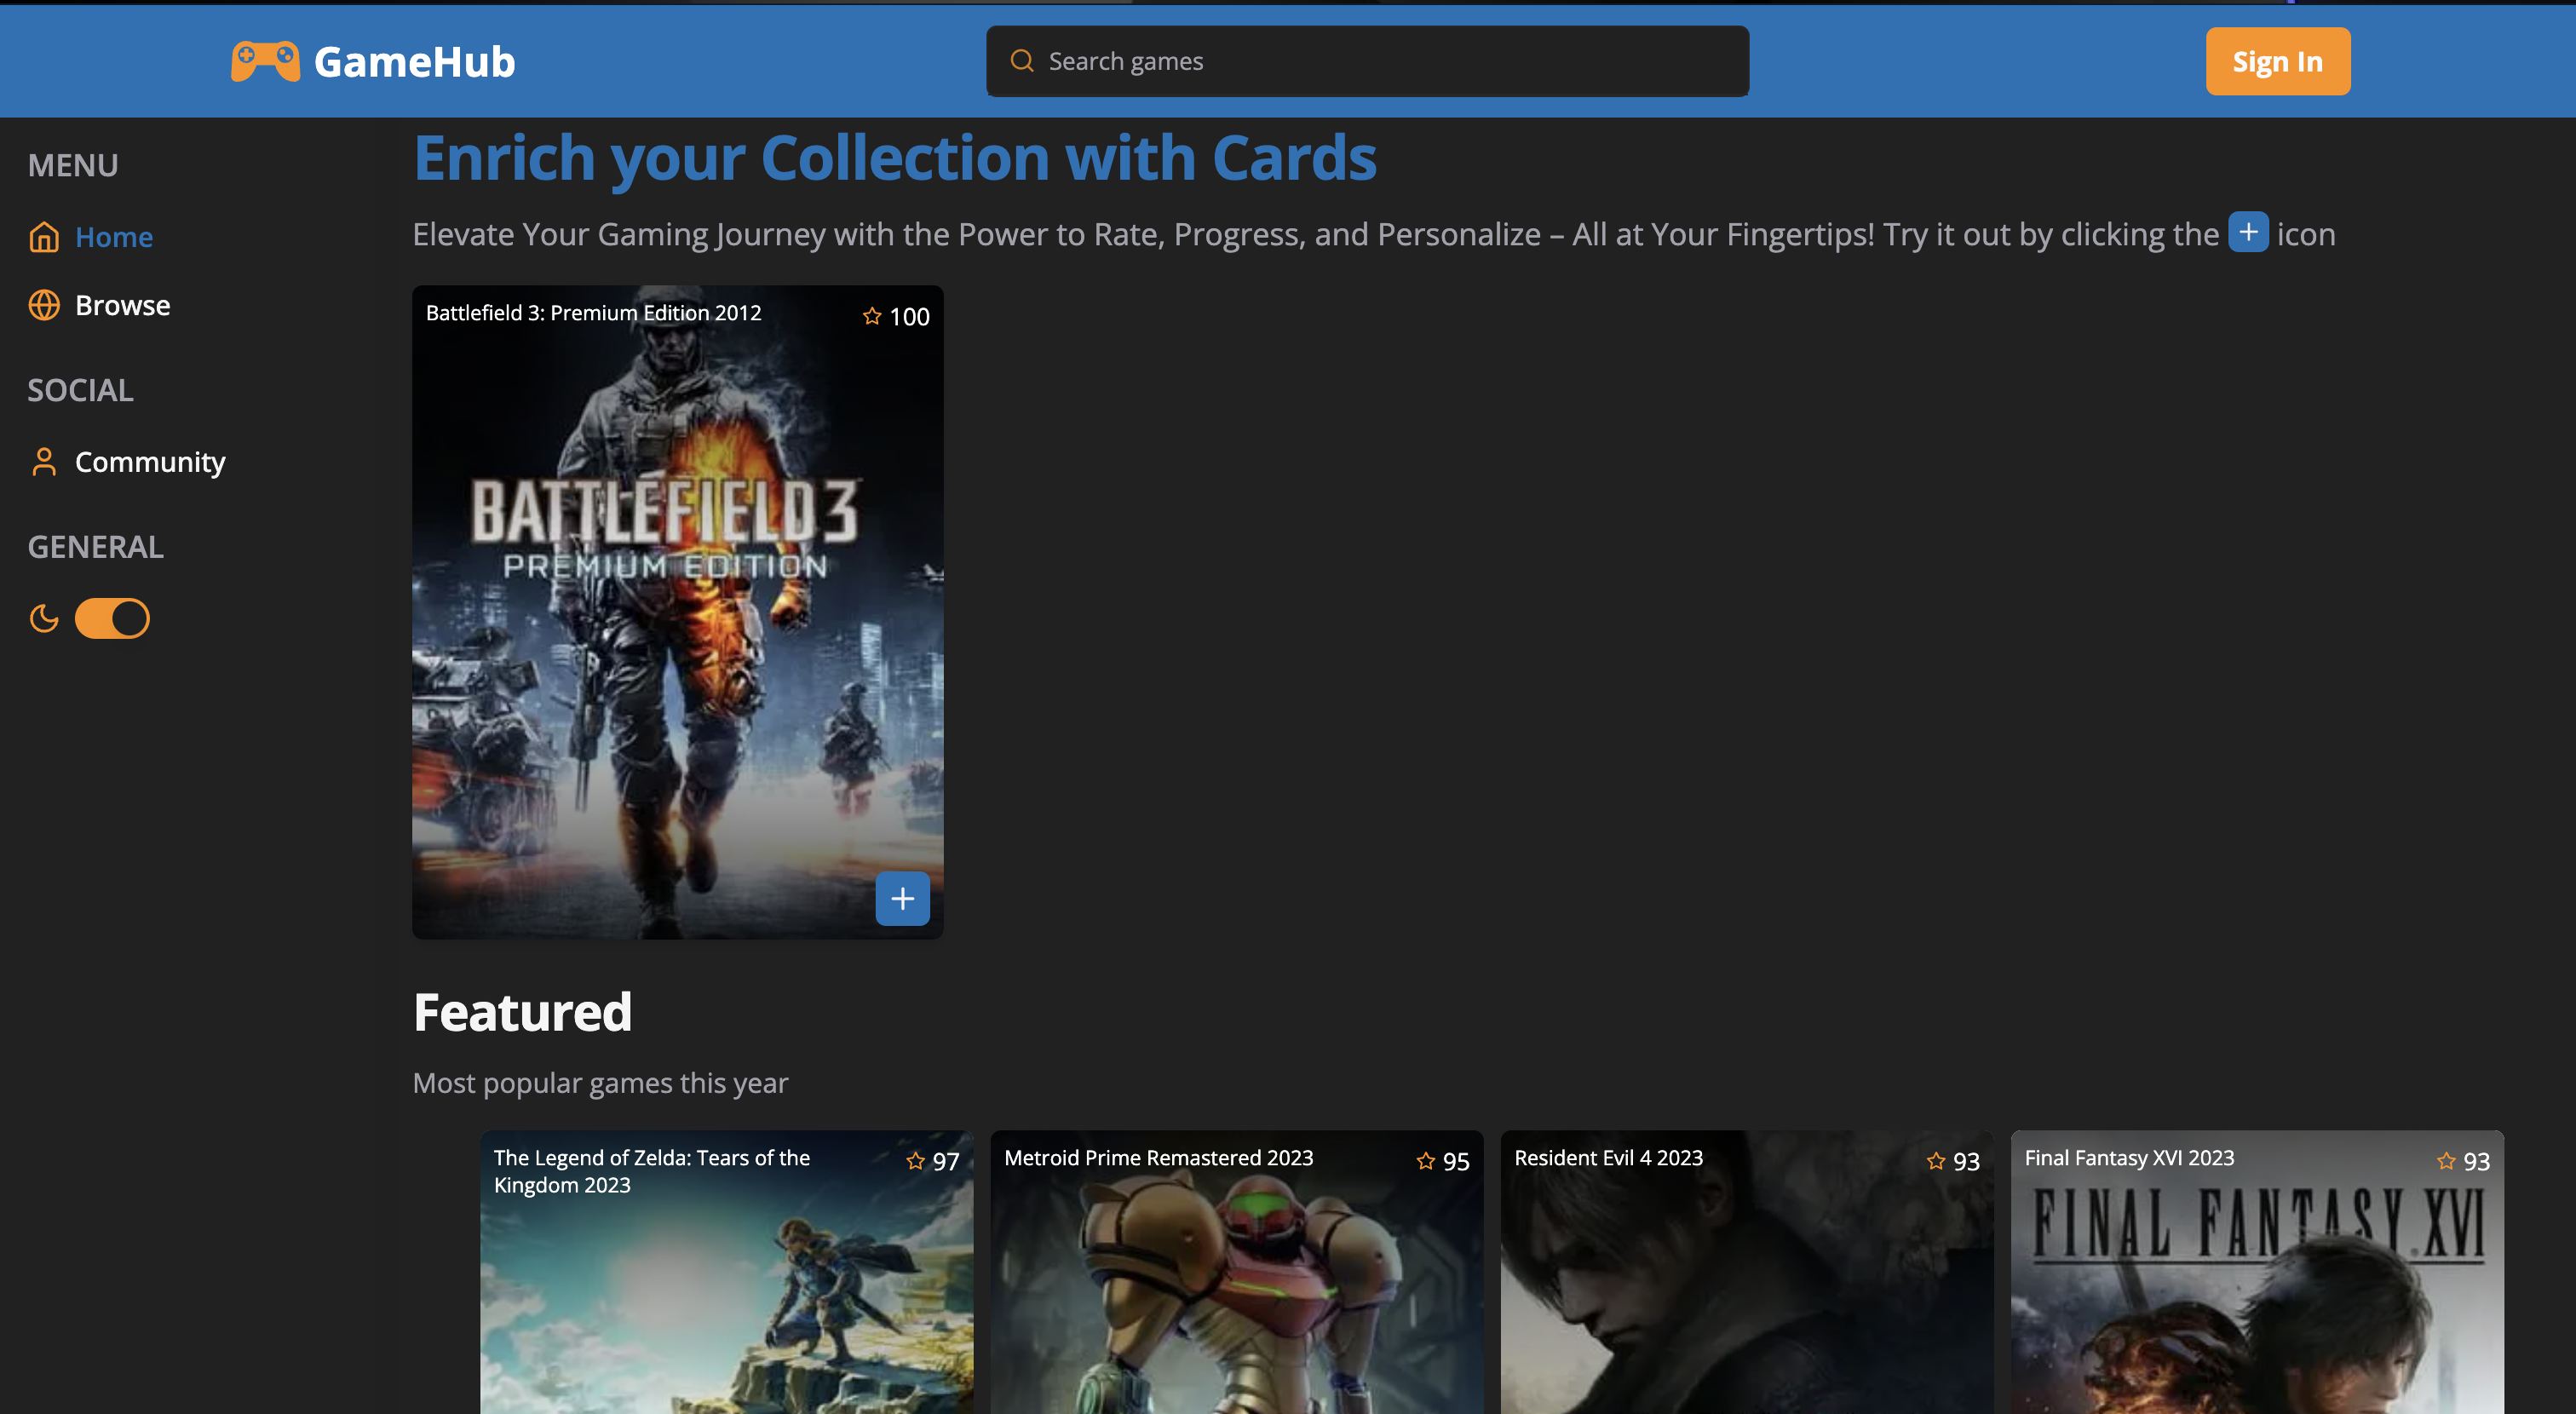 GameHub
Search games
Sign In
MENU
Home
Browse
SOCIAL
Community
GENERAL
Enrich your Collection with Cards
Elevate Your Gaming Journey with the Power to Rate, Progress, and Personalize – All at Your Fingertips! Try it out by clicking the + icon
Battlefield 3: Premium Edition 2012
100
BATTLEFIELD 3
PREMIUM EDITION
+
Featured
Most popular games this year
The Legend of Zelda: Tears of the
Kingdom 2023
97
Metroid Prime Remastered 2023
95
Resident Evil 4 2023
93
Final Fantasy XVI 2023
93
FINAL FANTASY XVI